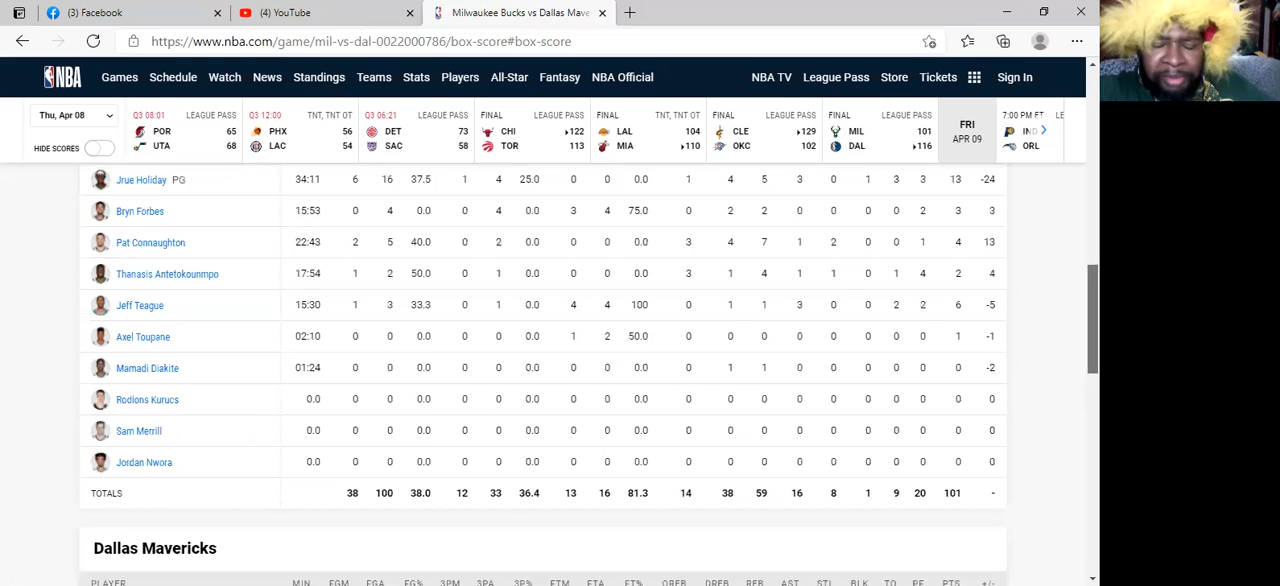 (3) Facebook
(4) YouTube
Milwaukee Bucks vs Dallas Mave
https://www.nba.com/game/mil-vs-dal-0022000786/box-score#box-score
NBA Games Schedule Watch News Standings Teams Stats Players All-Star Fantasy NBA Official NBA TV League Pass Store Tickets Sign In
Thu, Apr 08
HIDE SCORES
Q3 08:01 LEAGUE PASS
POR 65
UTA 68
Q3 12:00 TNT, TNT OT
PHX 56
LAC 54
Q3 06:21 LEAGUE PASS
DET 73
SAC 58
FINAL LEAGUE PASS
CHI 122
TOR 113
FINAL TNT, TNT OT
LAL 104
MIA 110
FINAL LEAGUE PASS
CLE 129
OKC 102
FINAL LEAGUE PASS
MIL 101
DAL 116
FRI
APR 09
7:00 PM ET LE
IND
ORL
Jrue Holiday PG 34:11 6 16 37.5 1 4 25.0 0 0 0.0 1 4 5 3 0 1 3 3 13 -24
Bryn Forbes 15:53 0 4 0.0 0 4 0.0 3 4 75.0 0 2 2 0 0 0 0 2 3 3
Pat Connaughton 22:43 2 5 40.0 0 2 0.0 0 0 0.0 3 4 7 1 2 0 0 1 4 13
Thanasis Antetokounmpo 17:54 1 2 50.0 0 1 0.0 0 0 0.0 3 1 4 1 1 0 1 4 2 4
Jeff Teague 15:30 1 3 33.3 0 1 0.0 4 4 100 0 1 1 3 0 0 2 2 6 -5
Axel Toupane 02:10 0 0 0.0 0 0 0.0 1 2 50.0 0 0 0 0 0 0 0 0 1 -1
Mamadi Diakite 01:24 0 0 0.0 0 0 0.0 0 0 0.0 0 1 1 0 0 0 0 0 0 -2
Rodions Kurucs 0.0 0 0 0.0 0 0 0.0 0 0 0.0 0 0 0 0 0 0 0 0 0 0
Sam Merrill 0.0 0 0 0.0 0 0 0.0 0 0 0.0 0 0 0 0 0 0 0 0 0 0
Jordan Nwora 0.0 0 0 0.0 0 0 0.0 0 0 0.0 0 0 0 0 0 0 0 0 0 0
TOTALS 38 100 38.0 12 33 36.4 13 16 81.3 14 38 59 16 8 1 9 20 101 -
Dallas Mavericks
PLAYER MIN FGM FGA FG% 3PM 3PA 3P% FTM FTA FT% OREB DREB REB AST STL BLK TO PF PTS +/-